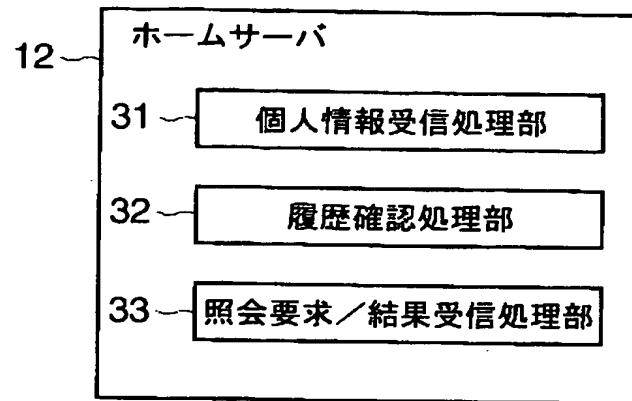 ホームサーバ
12
31 個人情報受信処理部
32 履歴確認処理部
33 照会要求／結果受信処理部